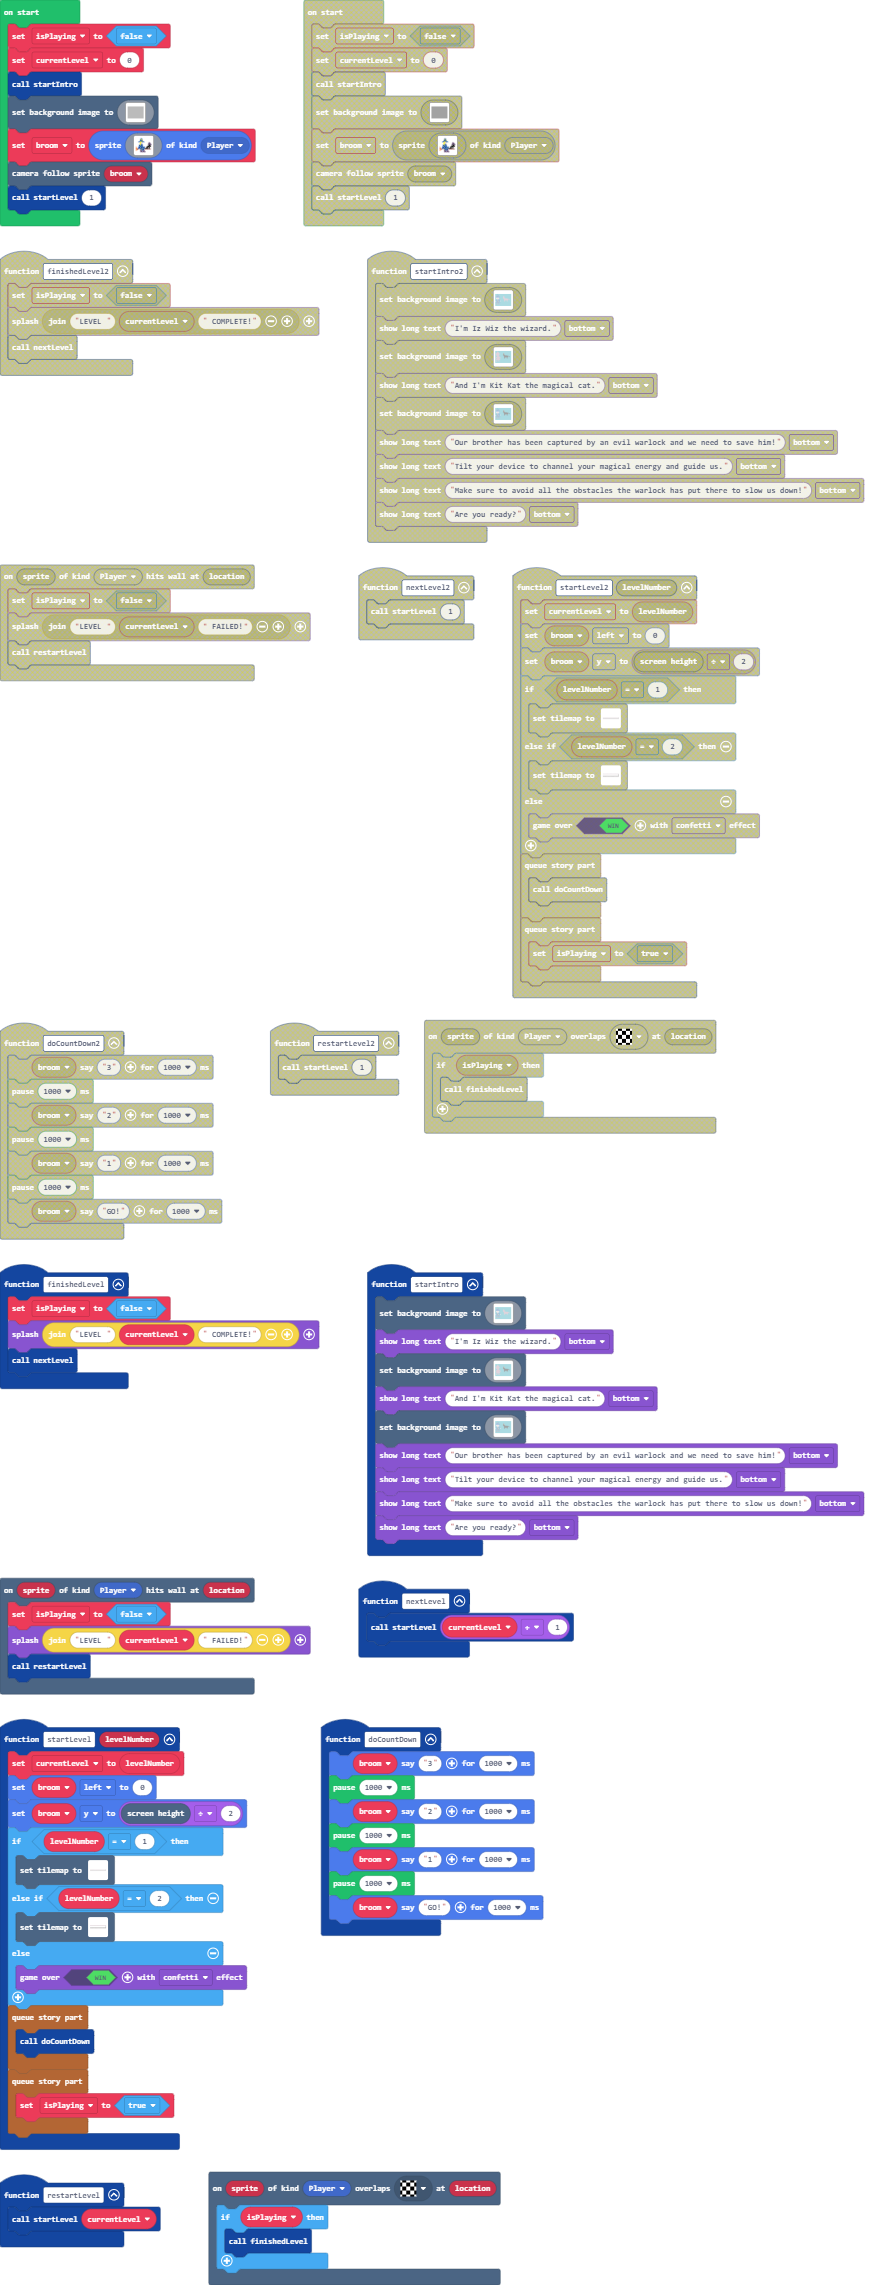 on start
set isPlaying to false
set currentLevel to 0
call startIntro
set background image to
set broom to sprite of kind Player
camera follow sprite broom
call startLevel 1
on start
set isPlaying to false
set currentLevel to 0
call startIntro
set background image to
set broom to sprite of kind Player
camera follow sprite broom
call startLevel 1
function finishedLevel2
set isPlaying to false
splash join "LEVEL " currentLevel " COMPLETE!"
call nextLevel
function startIntro2
set background image to
show long text "I'm Iz Wiz the wizard." bottom
set background image to
show long text "And I'm Kit Kat the magical cat." bottom
set background image to
show long text "Our brother has been captured by an evil warlock and we need to save him!" bottom
show long text "Tilt your device to channel your magical energy and guide us." bottom
show long text "Make sure to avoid all the obstacles the warlock has put there to slow us down!" bottom
show long text "Are you ready?" bottom
on sprite of kind Player hits wall at location
set isPlaying to false
splash join "LEVEL " currentLevel " FAILED!"
call restartLevel
function nextLevel2
call startLevel 1
function startLevel2 levelNumber
set currentLevel to levelNumber
set broom left to 0
set broom y to screen height ÷ 2
if levelNumber = 1 then
set tilemap to
else if levelNumber = 2 then
set tilemap to
else
game over WIN with confetti effect
queue story part
call doCountDown
queue story part
set isPlaying to true
function doCountDown2
broom say "3" for 1000 ms
pause 1000 ms
broom say "2" for 1000 ms
pause 1000 ms
broom say "1" for 1000 ms
pause 1000 ms
broom say "GO!" for 1000 ms
function restartLevel2
call startLevel 1
on sprite of kind Player overlaps at location
if isPlaying then
call finishedLevel
function finishedLevel
set isPlaying to false
splash join "LEVEL " currentLevel " COMPLETE!"
call nextLevel
function startIntro
set background image to
show long text "I'm Iz Wiz the wizard." bottom
set background image to
show long text "And I'm Kit Kat the magical cat." bottom
set background image to
show long text "Our brother has been captured by an evil warlock and we need to save him!" bottom
show long text "Tilt your device to channel your magical energy and guide us." bottom
show long text "Make sure to avoid all the obstacles the warlock has put there to slow us down!" bottom
show long text "Are you ready?" bottom
on sprite of kind Player hits wall at location
set isPlaying to false
splash join "LEVEL " currentLevel " FAILED!"
call restartLevel
function nextLevel
call startLevel currentLevel + 1
function startLevel levelNumber
set currentLevel to levelNumber
set broom left to 0
set broom y to screen height ÷ 2
if levelNumber = 1 then
set tilemap to
else if levelNumber = 2 then
set tilemap to
else
game over WIN with confetti effect
queue story part
call doCountDown
queue story part
set isPlaying to true
function doCountDown
broom say "3" for 1000 ms
pause 1000 ms
broom say "2" for 1000 ms
pause 1000 ms
broom say "1" for 1000 ms
pause 1000 ms
broom say "GO!" for 1000 ms
function restartLevel
call startLevel currentLevel
on sprite of kind Player overlaps at location
if isPlaying then
call finishedLevel